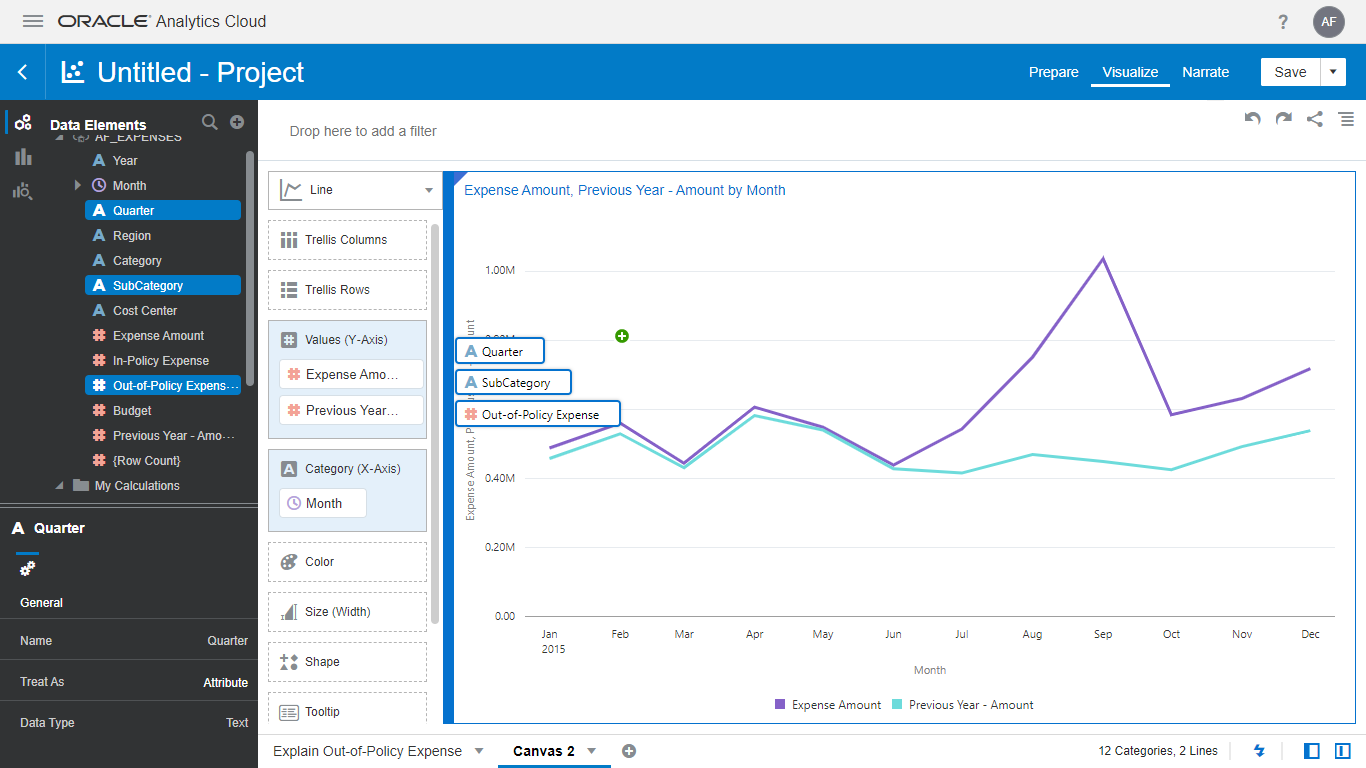 ORACLE Analytics Cloud
?
AF
Untitled - Project
Prepare
Visualize
Narrate
Save
Data Elements
AF_EXPENSES
A Year
Month
A Quarter
A Region
A Category
A SubCategory
A Cost Center
# Expense Amount
# In-Policy Expense
# Out-of-Policy Expens...
# Budget
# Previous Year - Amo...
# {Row Count}
My Calculations
A Quarter
General
Name Quarter
Treat As Attribute
Data Type Text
Drop here to add a filter
Line
Trellis Columns
Trellis Rows
# Values (Y-Axis)
# Expense Amo...
# Previous Year...
A Category (X-Axis)
Month
Color
Size (Width)
Shape
Tooltip
Expense Amount, Previous Year - Amount by Month
1.00M
0.40M
0.20M
0.00
A Quarter
A SubCategory
# Out-of-Policy Expense
Jan Feb Mar Apr May Jun Jul Aug Sep Oct Nov Dec
2015
Month
Expense Amount Previous Year - Amount
Explain Out-of-Policy Expense
Canvas 2
12 Categories, 2 Lines